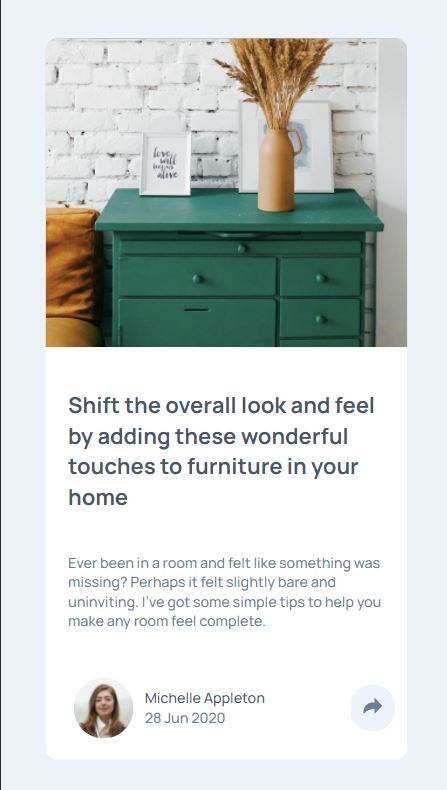 love
will
alive
Shift the overall look and feel
by adding these wonderful
touches to furniture in your
home
Ever been in a room and felt like something was
missing? Perhaps it felt slightly bare and
uninviting. I've got some simple tips to help you
make any room feel complete.
Michelle Appleton
28 Jun 2020